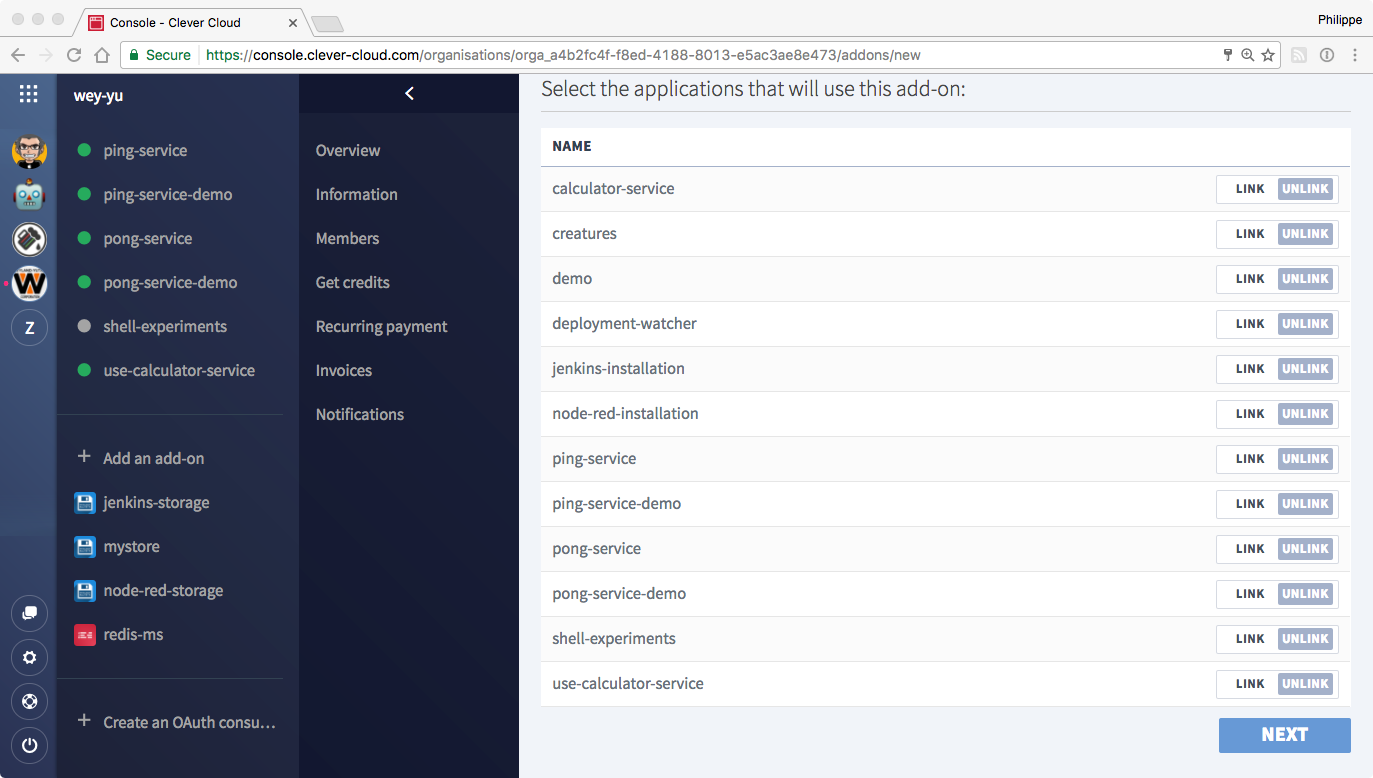 Console - Clever Cloud
Philippe
Secure
https://console.clever-cloud.com/organisations/orga_a4b2fc4f-f8ed-4188-8013-e5ac3ae8e473/addons/new
wey-yu
ping-service
ping-service-demo
pong-service
pong-service-demo
shell-experiments
use-calculator-service
Add an add-on
jenkins-storage
mystore
node-red-storage
redis-ms
Create an OAuth consu…
W
Z
Overview
Information
Members
Get credits
Recurring payment
Invoices
Notifications
Select the applications that will use this add-on:
NAME
calculator-service LINK UNLINK
creatures LINK UNLINK
demo LINK UNLINK
deployment-watcher LINK UNLINK
jenkins-installation LINK UNLINK
node-red-installation LINK UNLINK
ping-service LINK UNLINK
ping-service-demo LINK UNLINK
pong-service LINK UNLINK
pong-service-demo LINK UNLINK
shell-experiments LINK UNLINK
use-calculator-service LINK UNLINK
NEXT